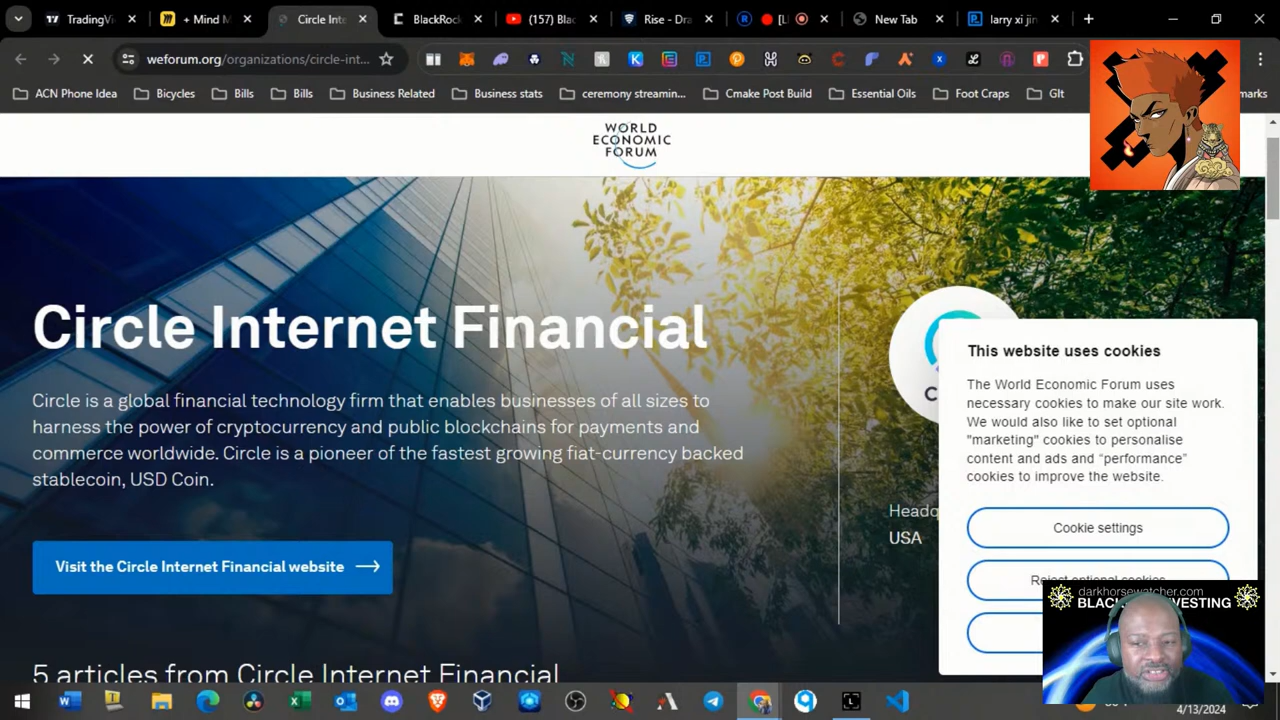 TradingVi
+ Mind M
Circle Inte
BlackRock
(157) Blac
Rise - Dra
[L
New Tab
larry xi jin
weforum.org/organizations/circle-int...
ACN Phone Idea
Bicycles
Bills
Bills
Business Related
Business stats
ceremony streamin...
Cmake Post Build
Essential Oils
Foot Craps
GIt
marks
WORLD
ECONOMIC
FORUM
Circle Internet Financial
Circle is a global financial technology firm that enables businesses of all sizes to
harness the power of cryptocurrency and public blockchains for payments and
commerce worldwide. Circle is a pioneer of the fastest growing fiat-currency backed
stablecoin, USD Coin.
Visit the Circle Internet Financial website
C
Headq
USA
This website uses cookies
The World Economic Forum uses
necessary cookies to make our site work.
We would also like to set optional
"marketing" cookies to personalise
content and ads and “performance”
cookies to improve the website.
Cookie settings
Reject optional cookies
darkhorsewatcher.com
5 articles from Circle Internet Financial
4/13/2024